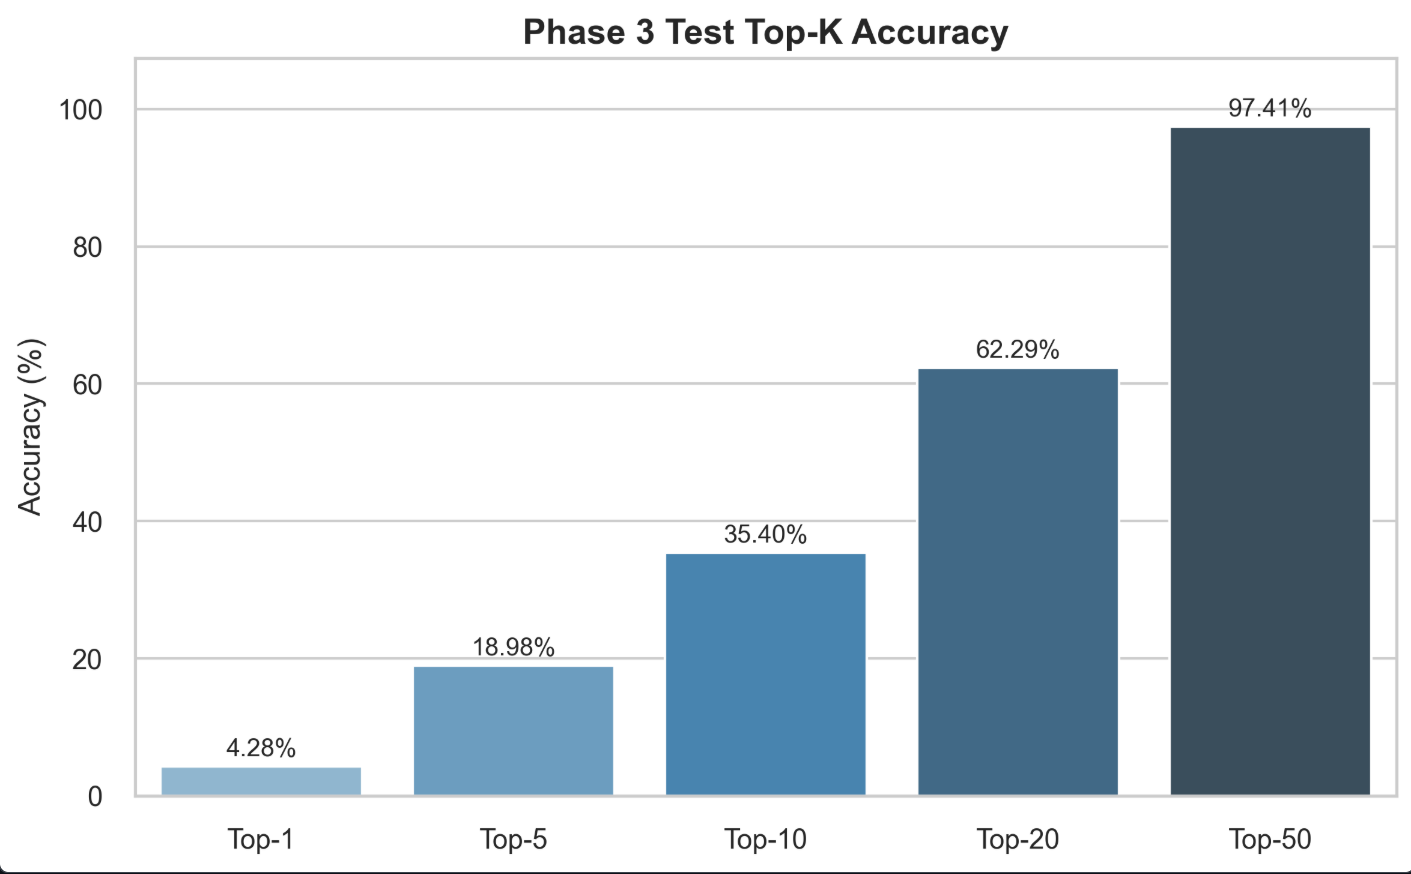 Phase 3 Test Top-K Accuracy
Accuracy (%)
100
80
60
40
20
0
4.28%
18.98%
35.40%
62.29%
97.41%
Top-1
Top-5
Top-10
Top-20
Top-50